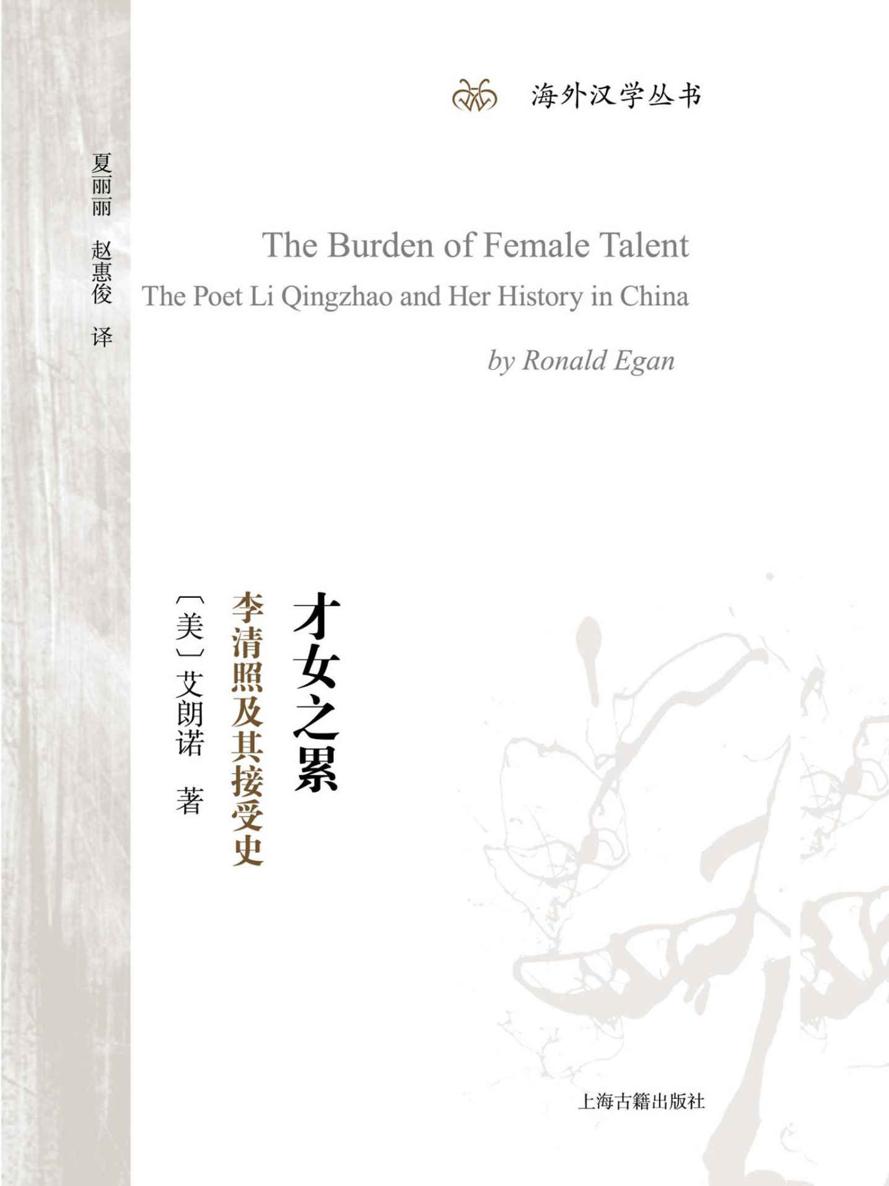 海外汉学丛书
The Burden of Female Talent
The Poet Li Qingzhao and Her History in China
by Ronald Egan
才女之累
李清照及其接受史
〔美〕艾朗诺 著
夏丽丽 赵惠俊 译
上海古籍出版社